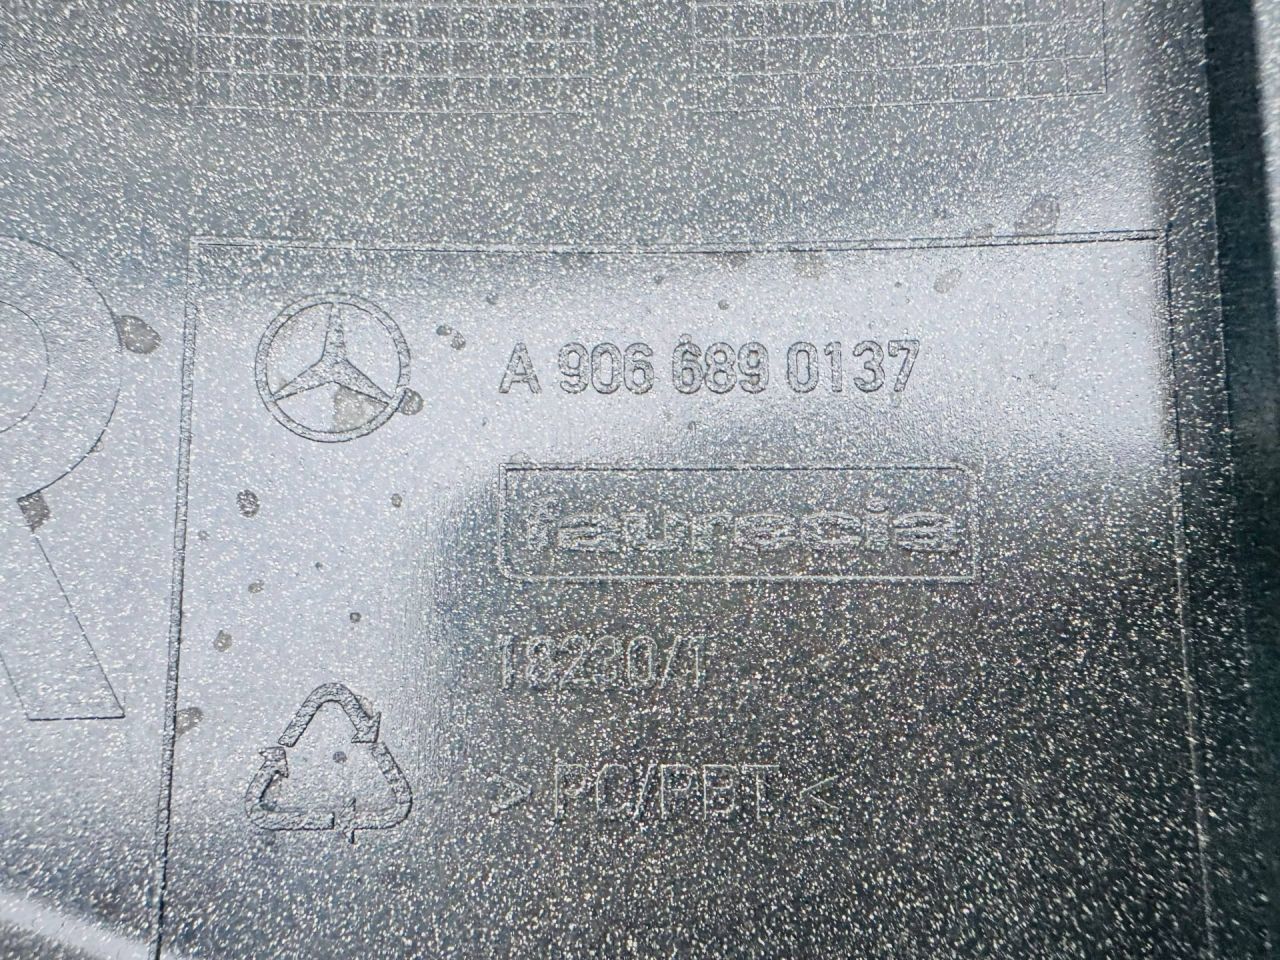 R
A 906 689 0137
faurecia
18230/1
>PC/PBT<